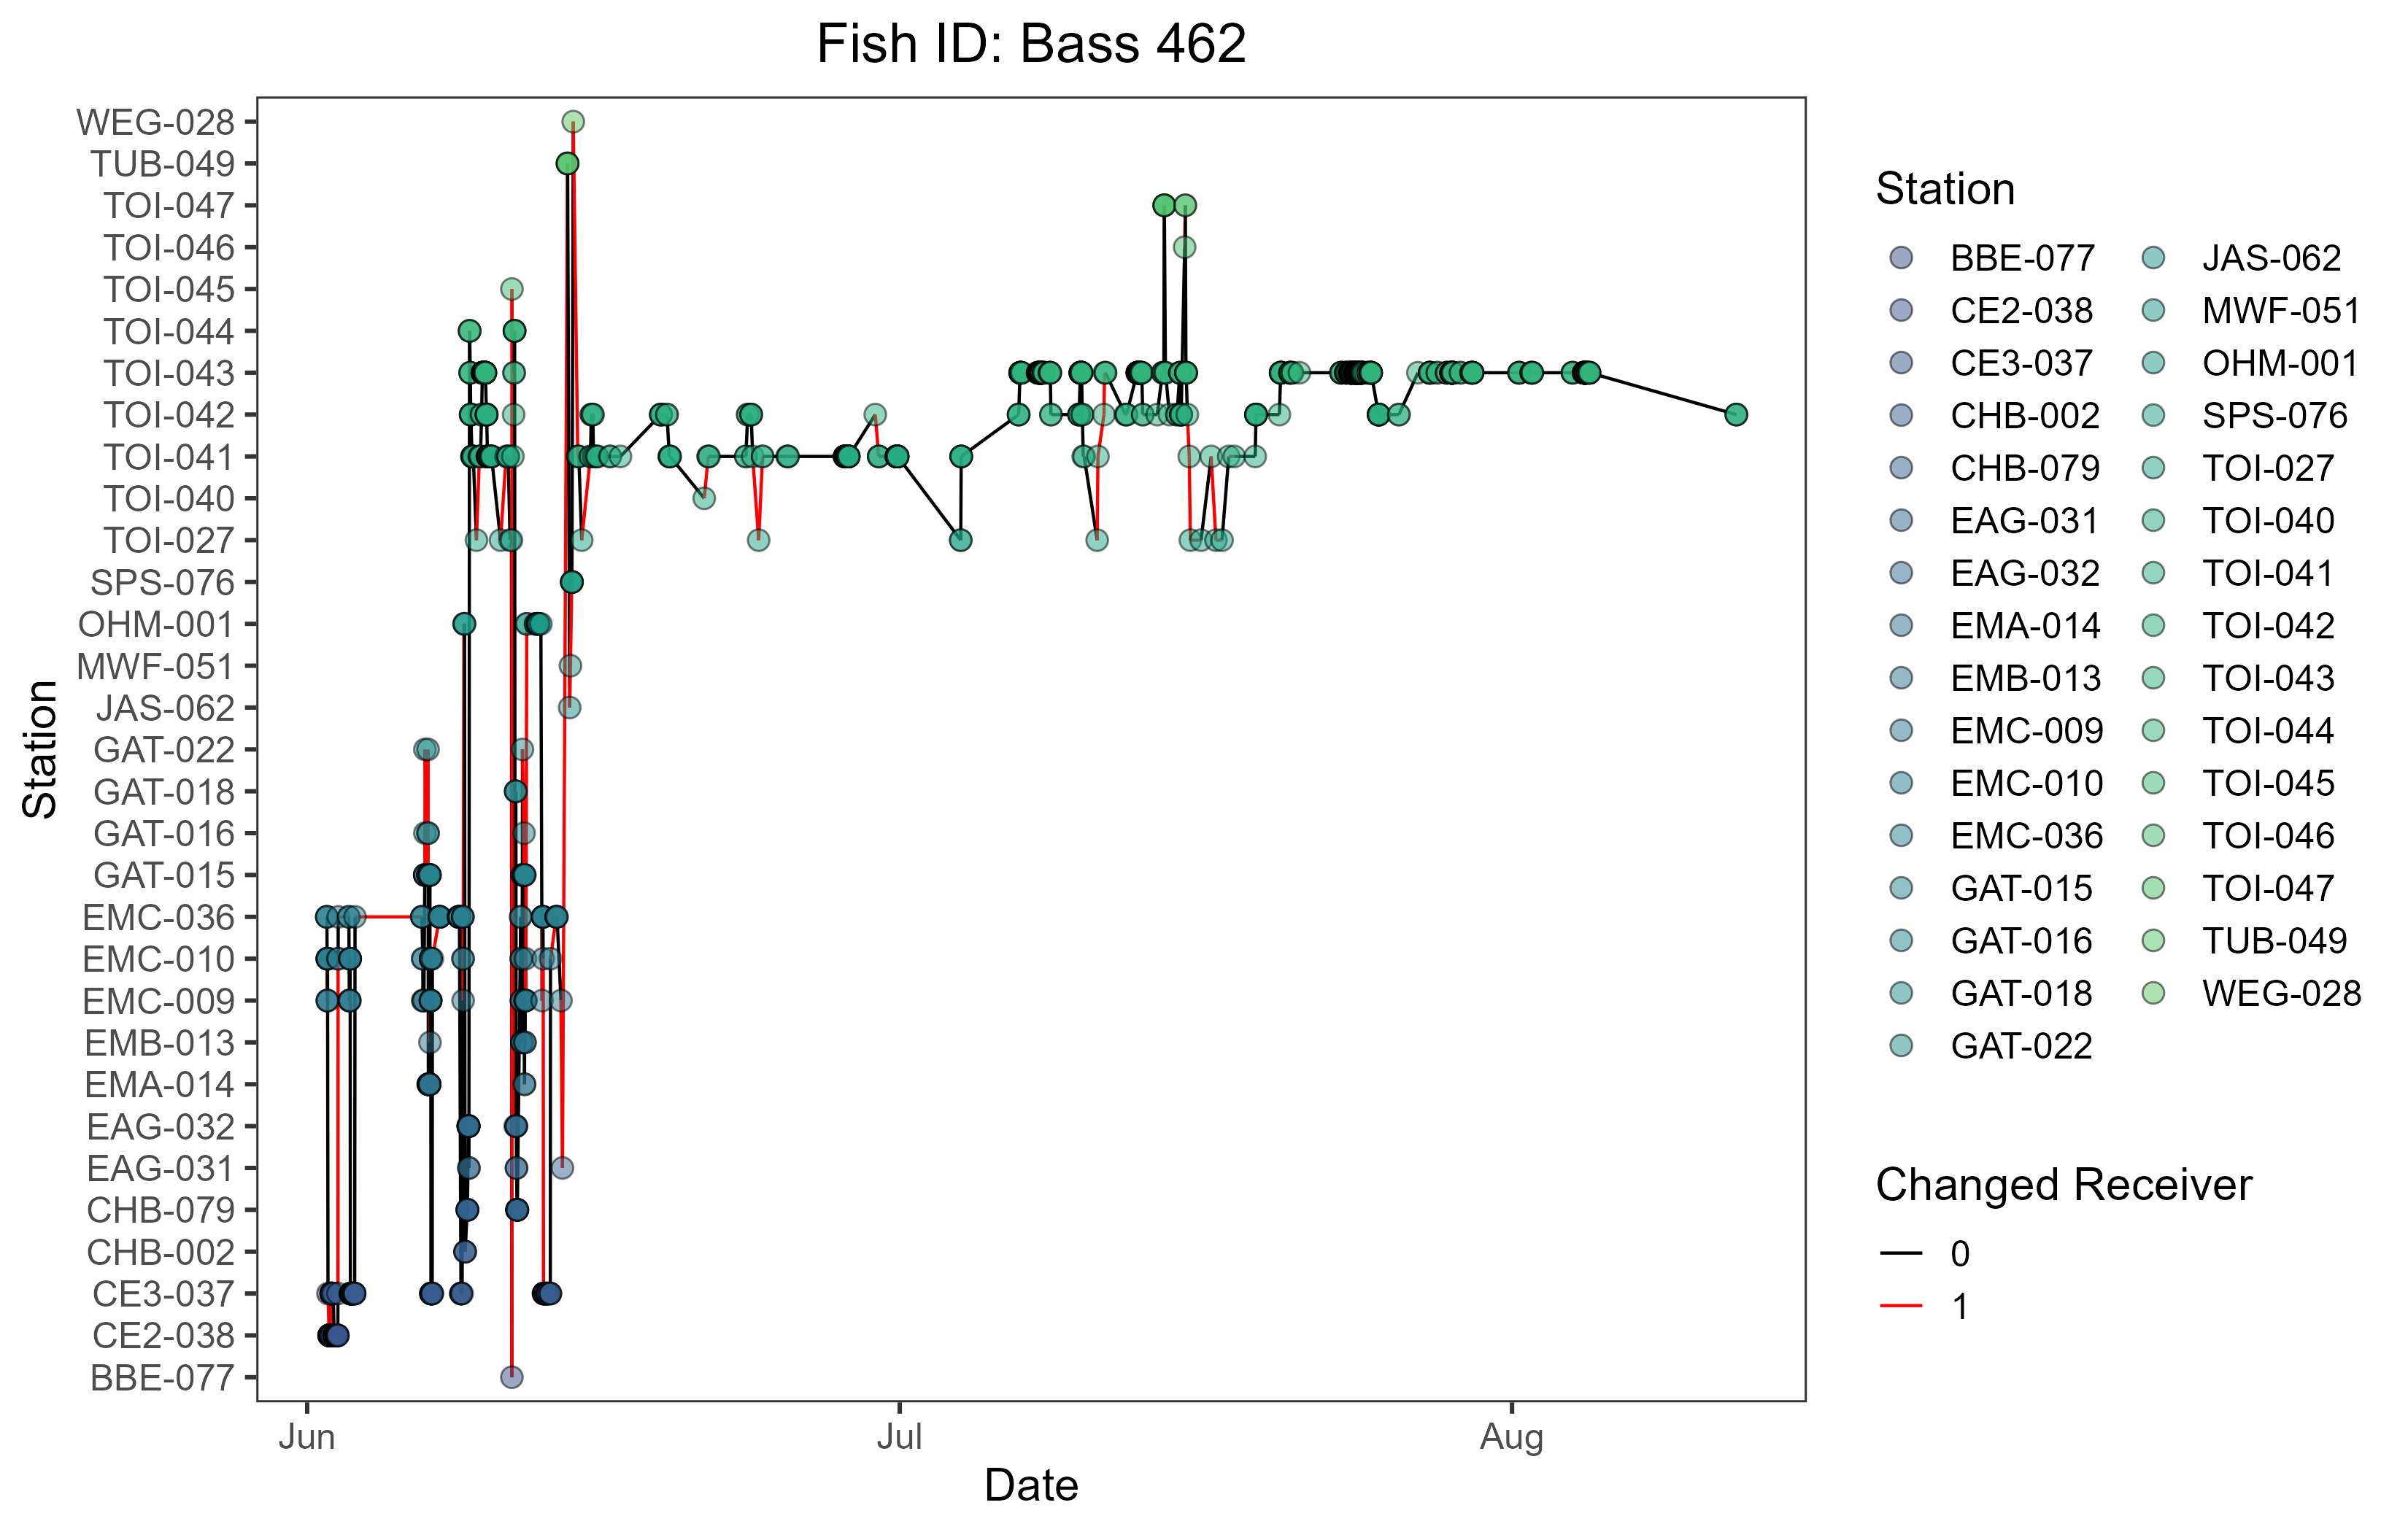 Fish ID: Bass 462
WEG-028
TUB-049
TOI-047
TOI-046
TOI-045
TOI-044
TOI-043
TOI-042
TOI-041
TOI-040
TOI-027
SPS-076
OHM-001
MWF-051
JAS-062
GAT-022
GAT-018
GAT-016
GAT-015
EMC-036
EMC-010
EMC-009
EMB-013
EMA-014
EAG-032
EAG-031
CHB-079
CHB-002
CE3-037
CE2-038
BBE-077
Station
Jun Jul Aug
Date
Station
BBE-077
CE2-038
CE3-037
CHB-002
CHB-079
EAG-031
EAG-032
EMA-014
EMB-013
EMC-009
EMC-010
EMC-036
GAT-015
GAT-016
GAT-018
GAT-022
JAS-062
MWF-051
OHM-001
SPS-076
TOI-027
TOI-040
TOI-041
TOI-042
TOI-043
TOI-044
TOI-045
TOI-046
TOI-047
TUB-049
WEG-028
Changed Receiver
0
1